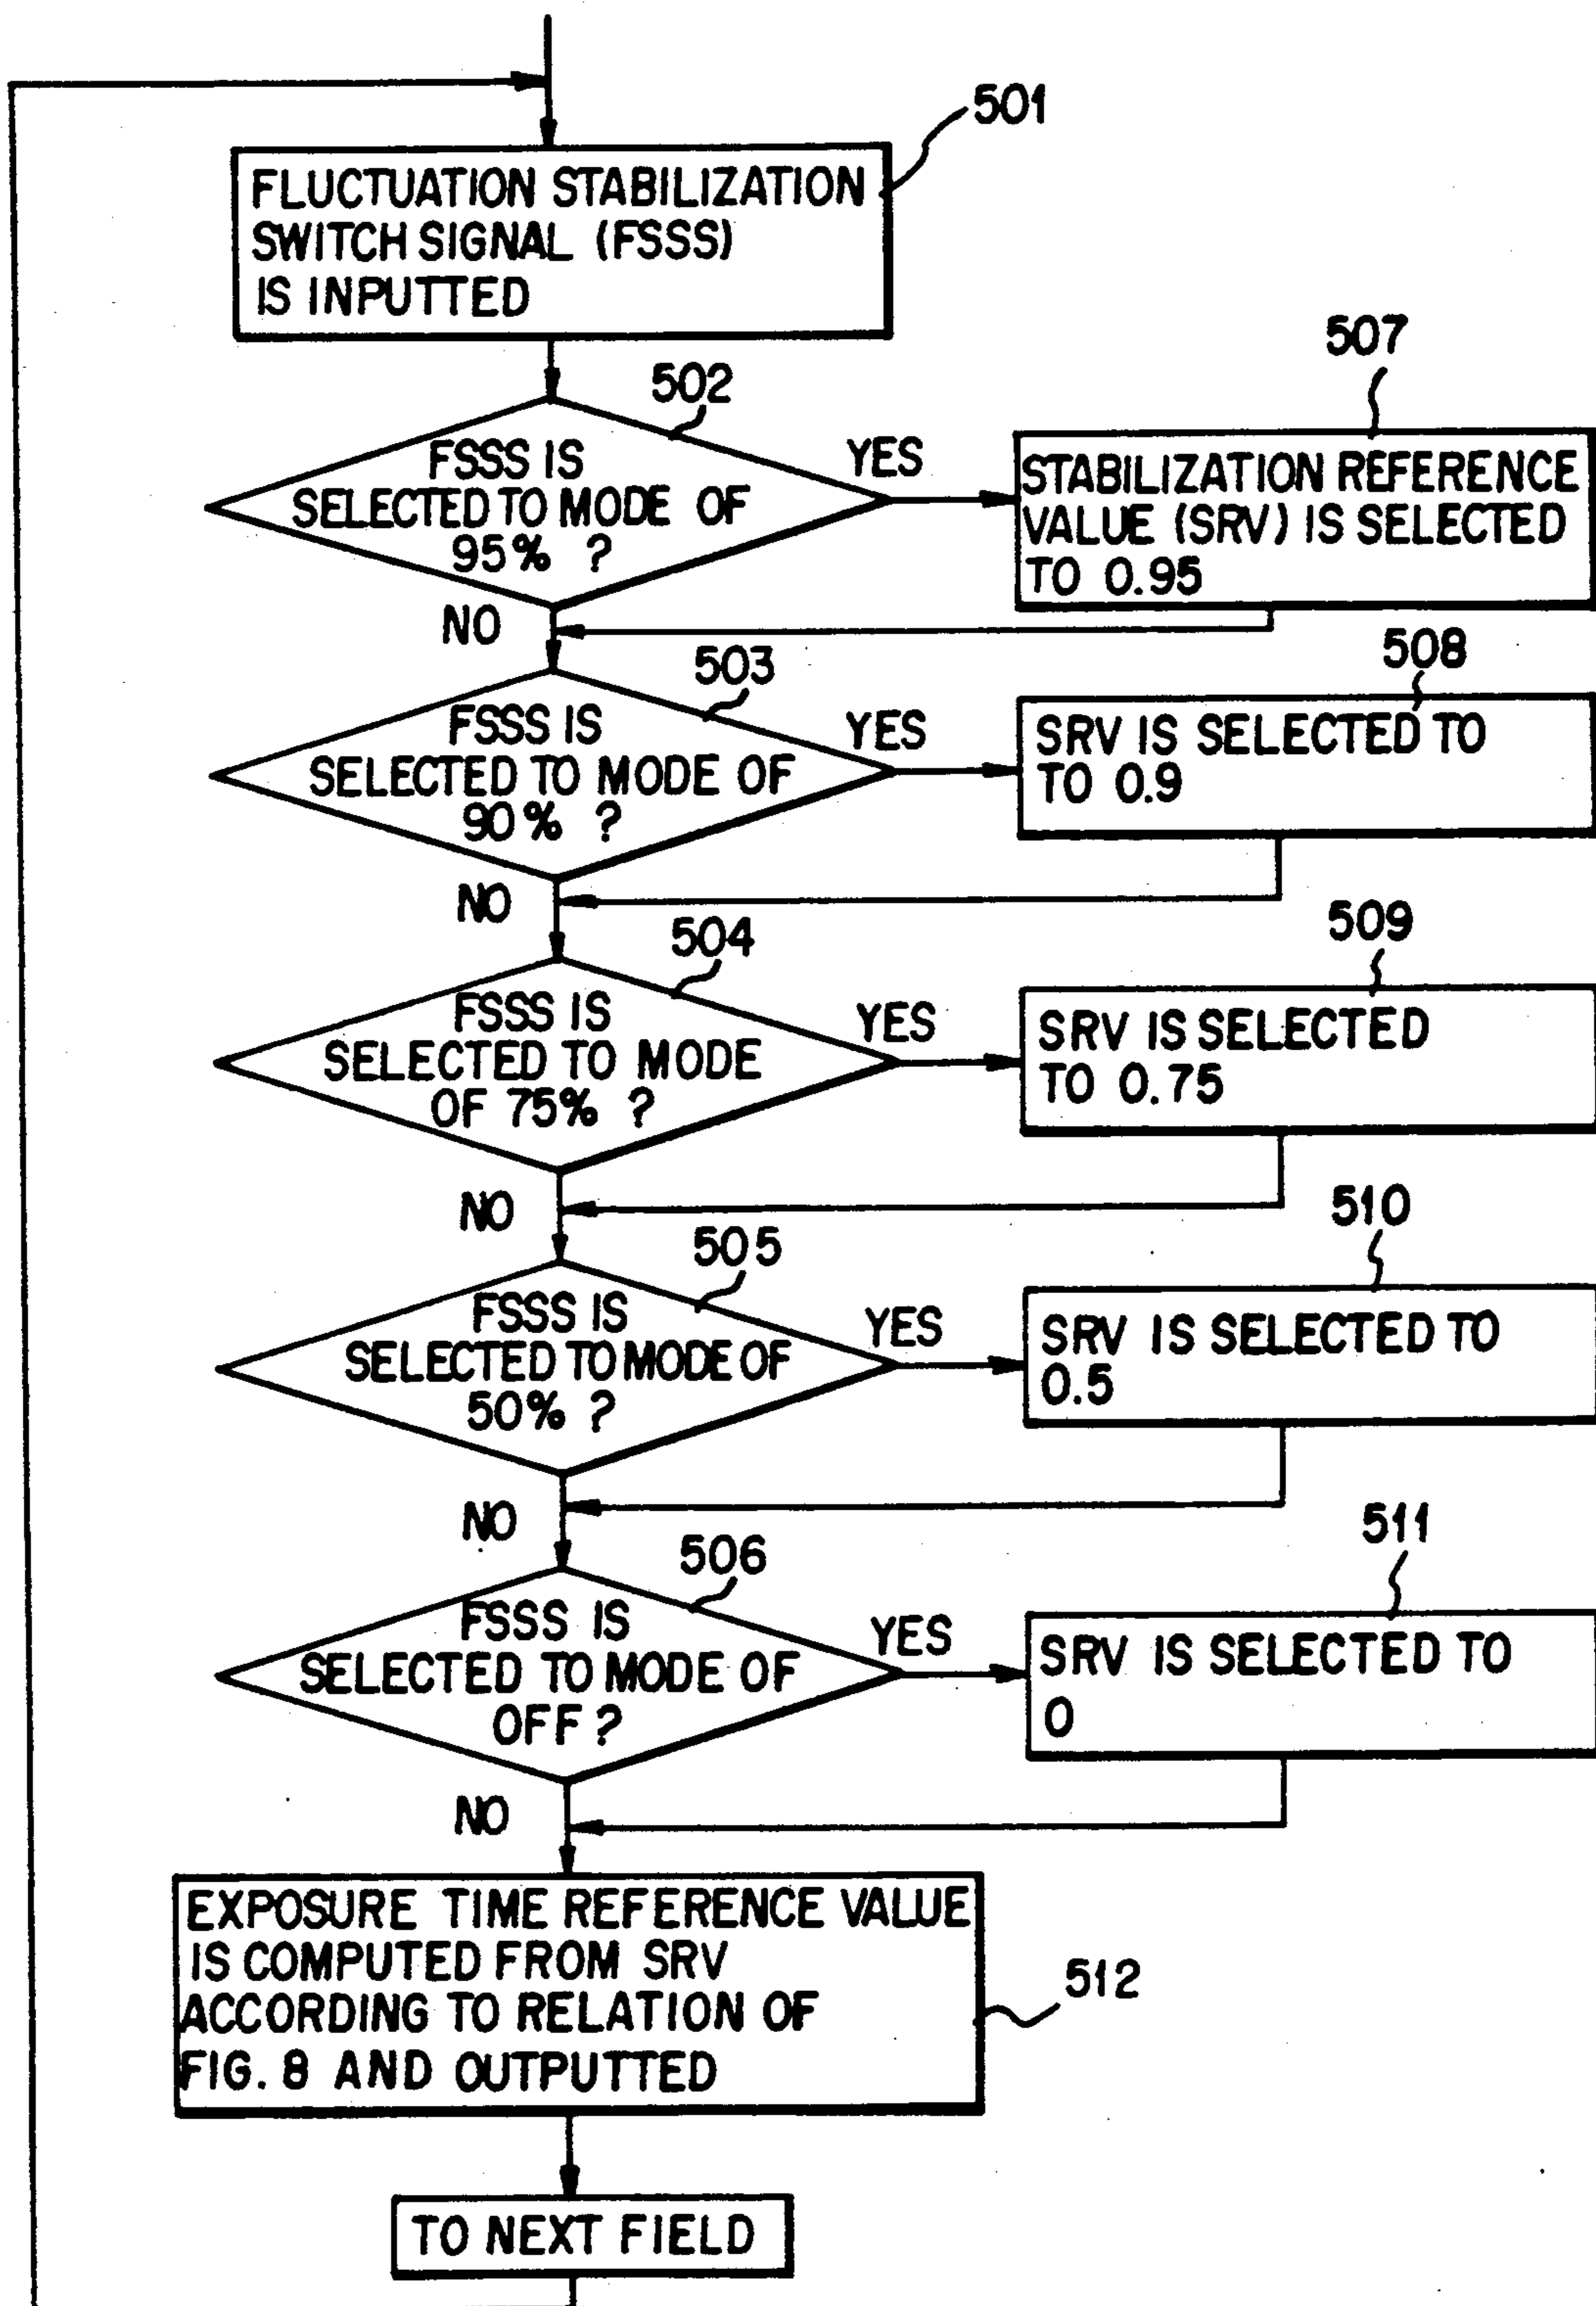 501
FLUCTUATION STABILIZATION
SWITCH SIGNAL (FSSS)
IS INPUTTED
502
FSSS IS
SELECTED TO MODE OF
95% ?
YES
NO
507
STABILIZATION REFERENCE
VALUE (SRV) IS SELECTED
TO 0.95
503
FSSS IS
SELECTED TO MODE OF
90% ?
YES
NO
508
SRV IS SELECTED TO
TO 0.9
504
FSSS IS
SELECTED TO MODE
OF 75% ?
YES
NO
509
SRV IS SELECTED
TO 0.75
505
FSSS IS
SELECTED TO MODE OF
50% ?
YES
NO
510
SRV IS SELECTED TO
0.5
506
FSSS IS
SELECTED TO MODE OF
OFF?
YES
NO
511
SRV IS SELECTED TO
0
EXPOSURE TIME REFERENCE VALUE
IS COMPUTED FROM SRV
ACCORDING TO RELATION OF
FIG. 8 AND OUTPUTTED
512
TO NEXT FIELD